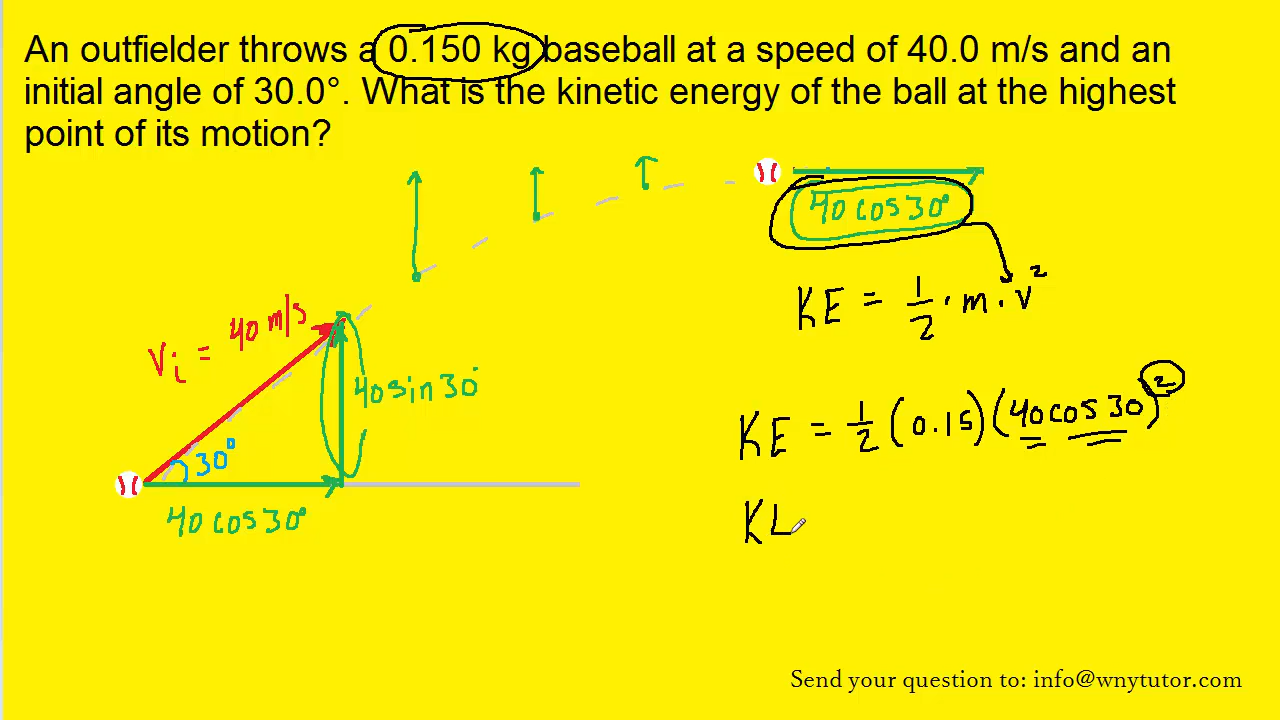 An outfielder throws a 0.150 kg baseball at a speed of 40.0 m/s and an
initial angle of 30.0°. What is the kinetic energy of the ball at the highest
point of its motion?
40 cos 30°
KE = 1/2 · m · v²
vi = 40 m/s
40 sin 30°
KE = 1/2 (0.15) (40 cos 30)²
30°
40 cos 30°
KL
Send your question to: info@wnytutor.com